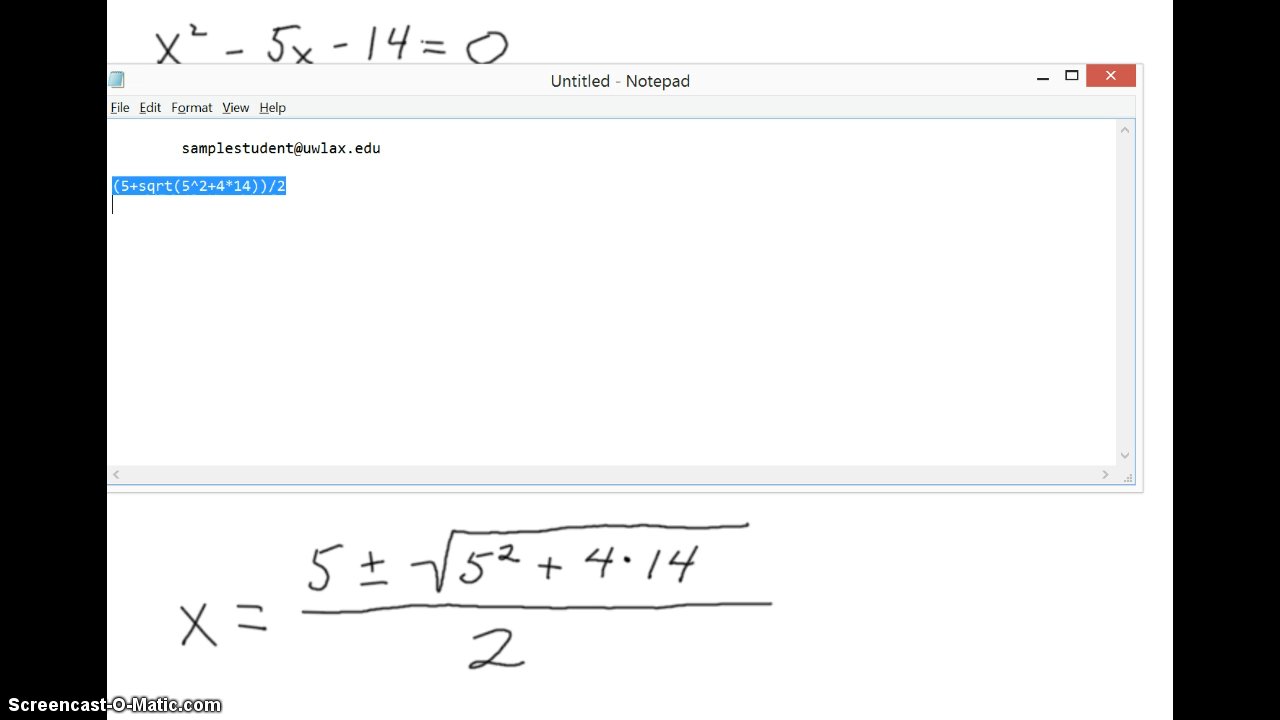 x² - 5x - 14 = 0
Untitled - Notepad
File Edit Format View Help
samplestudent@uwlax.edu
(5+sqrt(5^2+4*14))/2
x = (5 ± √(5² + 4·14)) / 2
Screencast-O-Matic.com